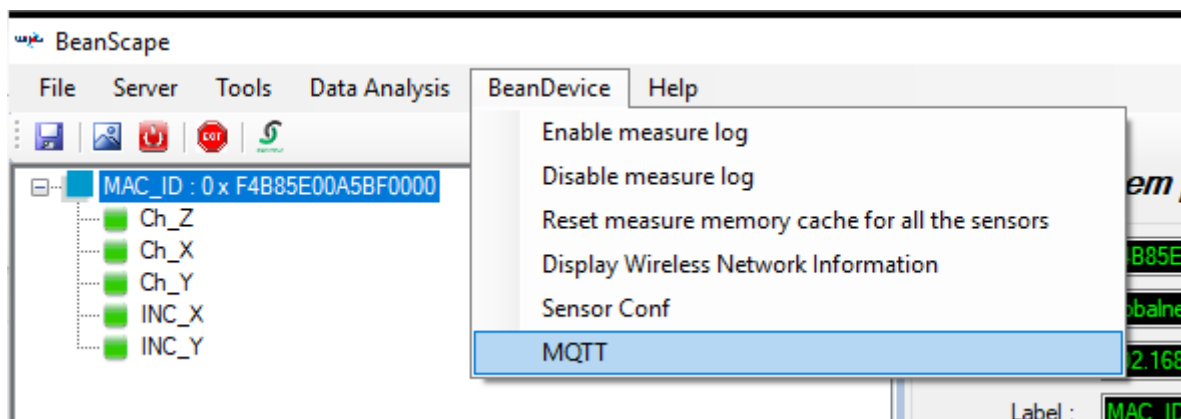 BeanScape
File Server Tools Data Analysis BeanDevice Help
Enable measure log
Disable measure log
Reset measure memory cache for all the sensors
Display Wireless Network Information
Sensor Conf
MQTT
MAC_ID : 0 x F4B85E00A5BF0000
Ch_Z
Ch_X
Ch_Y
INC_X
INC_Y
Label : MAC_ID